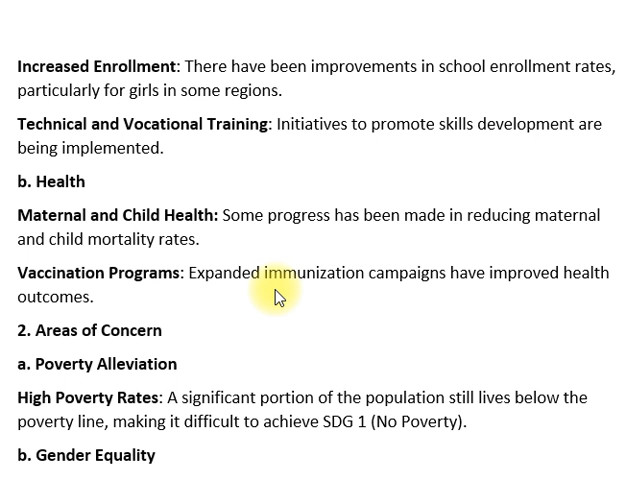 Increased Enrollment: There have been improvements in school enrollment rates,
particularly for girls in some regions.
Technical and Vocational Training: Initiatives to promote skills development are
being implemented.
b. Health
Maternal and Child Health: Some progress has been made in reducing maternal
and child mortality rates.
Vaccination Programs: Expanded immunization campaigns have improved health
outcomes.
2. Areas of Concern
a. Poverty Alleviation
High Poverty Rates: A significant portion of the population still lives below the
poverty line, making it difficult to achieve SDG 1 (No Poverty).
b. Gender Equality